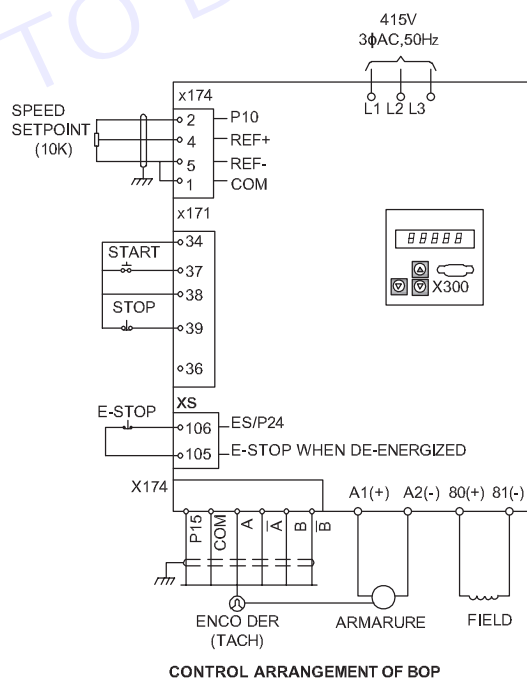 TO BE
415V
3ϕAC,50Hz
L1 L2 L3
x174
SPEED
SETPOINT
(10K)
2 P10
4 REF+
5 REF-
1 COM
x171
34
START
37
38
STOP
39
36
88888
X300
XS
E-STOP
106 ES/P24
105 E-STOP WHEN DE-ENERGIZED
X174
A1(+) A2(-) 80(+) 81(-)
P15 COM A A̅ B B̅
ENCO DER
(TACH)
ARMARURE
FIELD
CONTROL ARRANGEMENT OF BOP